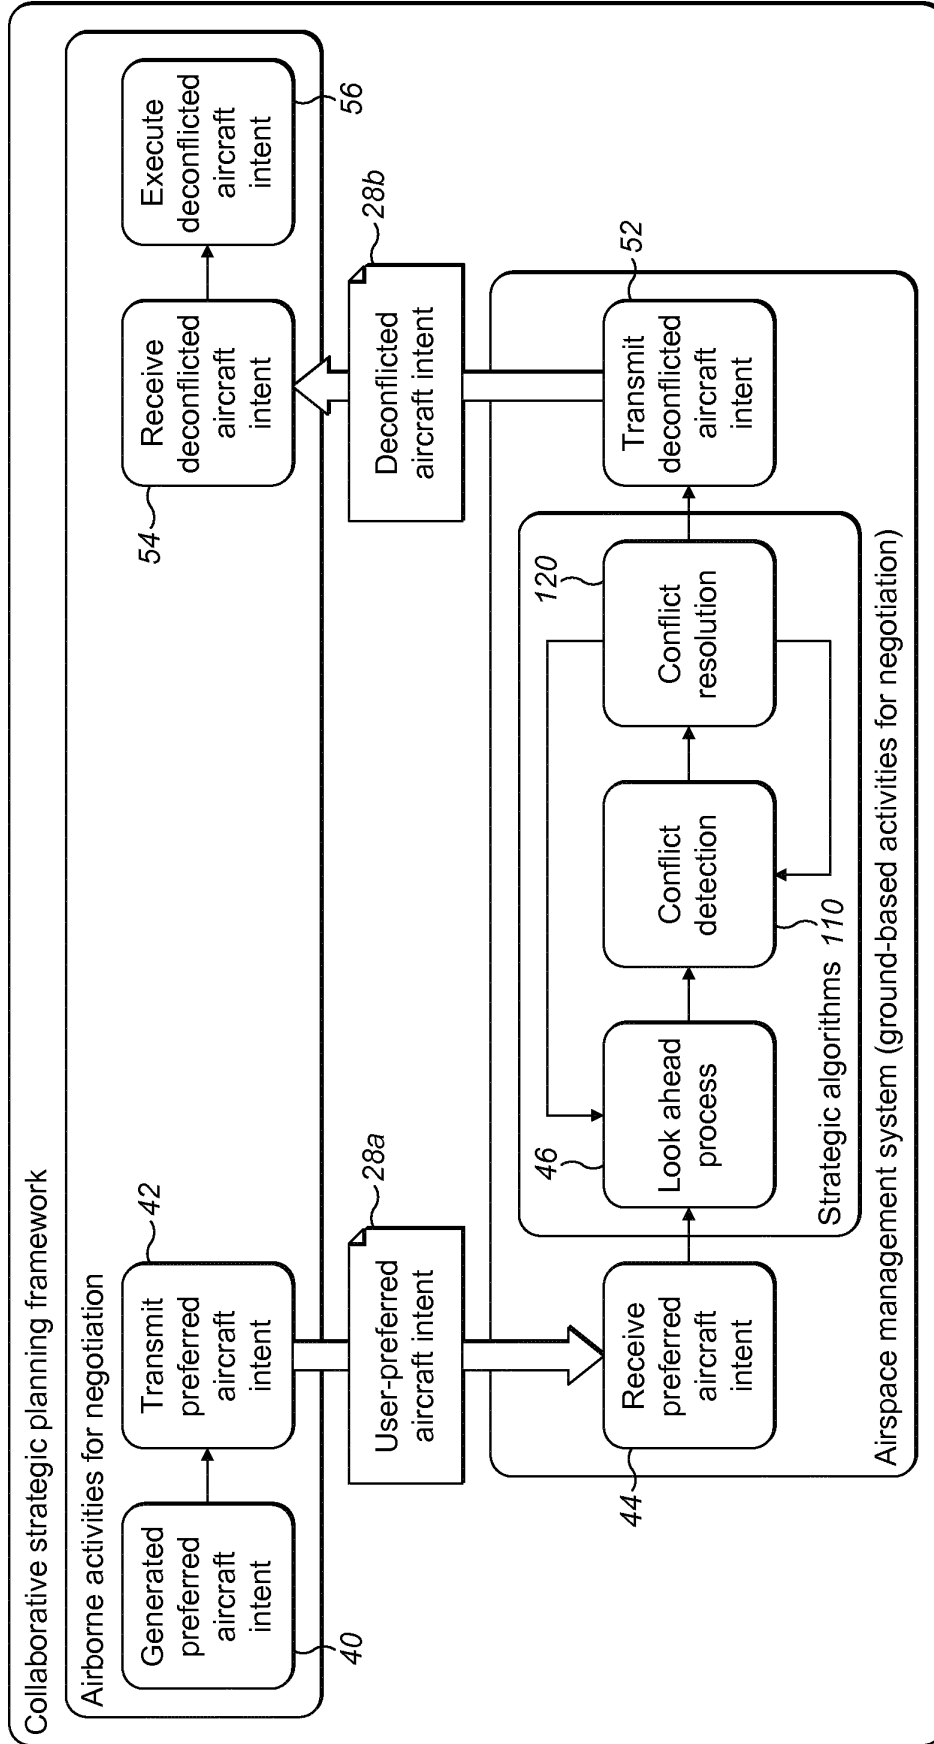 Collaborative strategic planning framework
Airborne activities for negotiation
Generated
preferred
aircraft
intent
40
Transmit
preferred
aircraft
intent
42
Receive
deconflicted
aircraft
intent
54
Execute
deconflicted
aircraft
intent
56
User-preferred
aircraft intent
28a
Deconflicted
aircraft intent
28b
Receive
preferred
aircraft
intent
44
Look ahead
process
46
Conflict
detection
110
Conflict
resolution
120
Transmit
deconflicted
aircraft
intent
52
Strategic algorithms
Airspace management system (ground-based activities for negotiation)